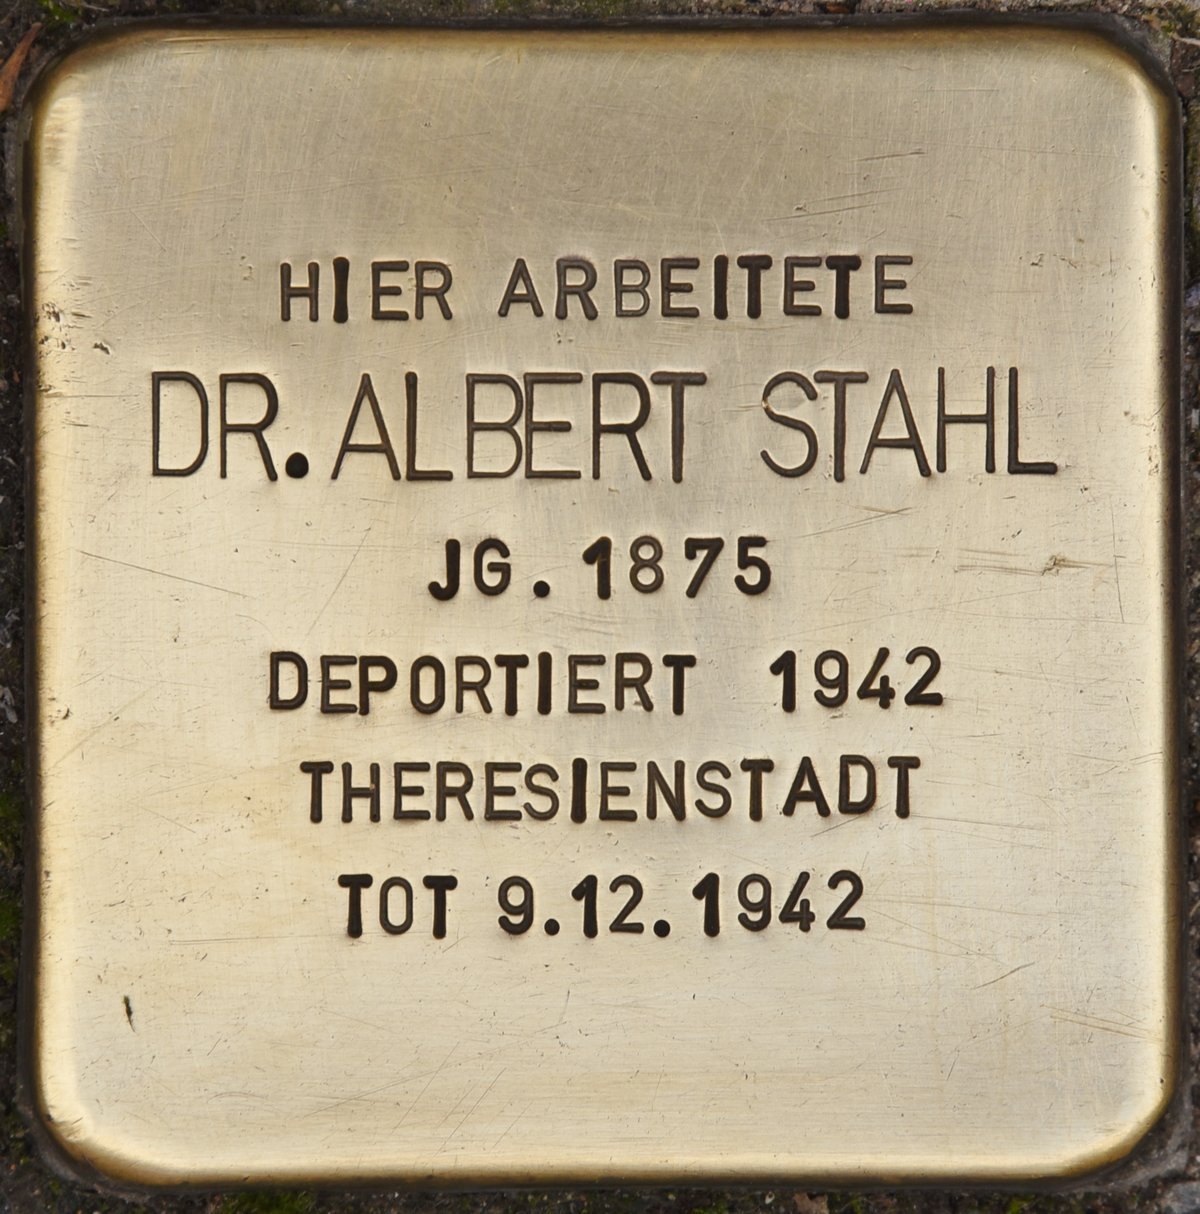 HIER ARBEITETE
DR. ALBERT STAHL
JG. 1875
DEPORTIERT 1942
THERESIENSTADT
TOT 9.12.1942